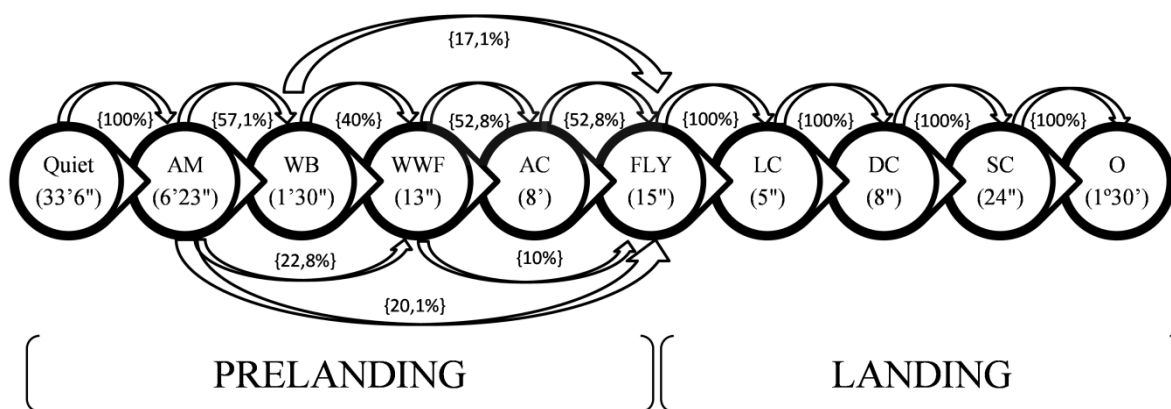 {17,1%}
{100%}
{57,1%}
{40%}
{52,8%}
{52,8%}
{100%}
{100%}
{100%}
{100%}
Quiet
(33’6")
AM
(6’23")
WB
(1’30")
WWF
(13")
AC
(8’)
FLY
(15")
LC
(5")
DC
(8")
SC
(24")
O
(1º30’)
{22,8%}
{10%}
{20,1%}
PRELANDING
LANDING